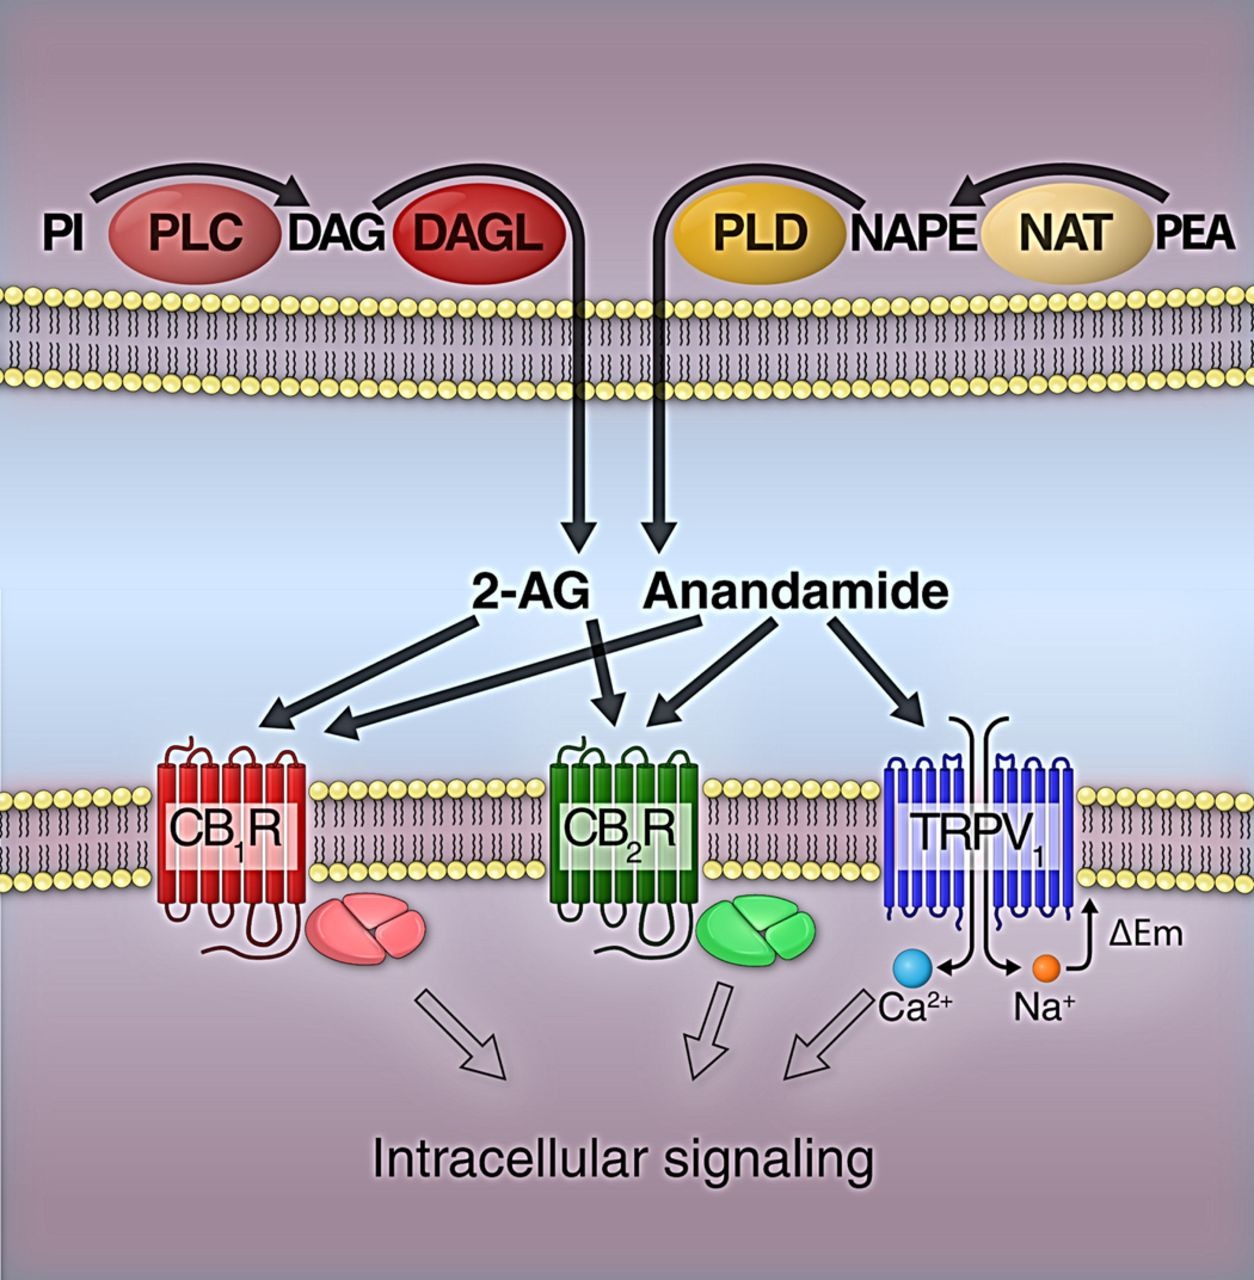 PI PLC DAG DAGL PLD NAPE NAT PEA
2-AG Anandamide
CB₁R CB₂R TRPV₁
ΔEm
Ca²⁺ Na⁺
Intracellular signaling